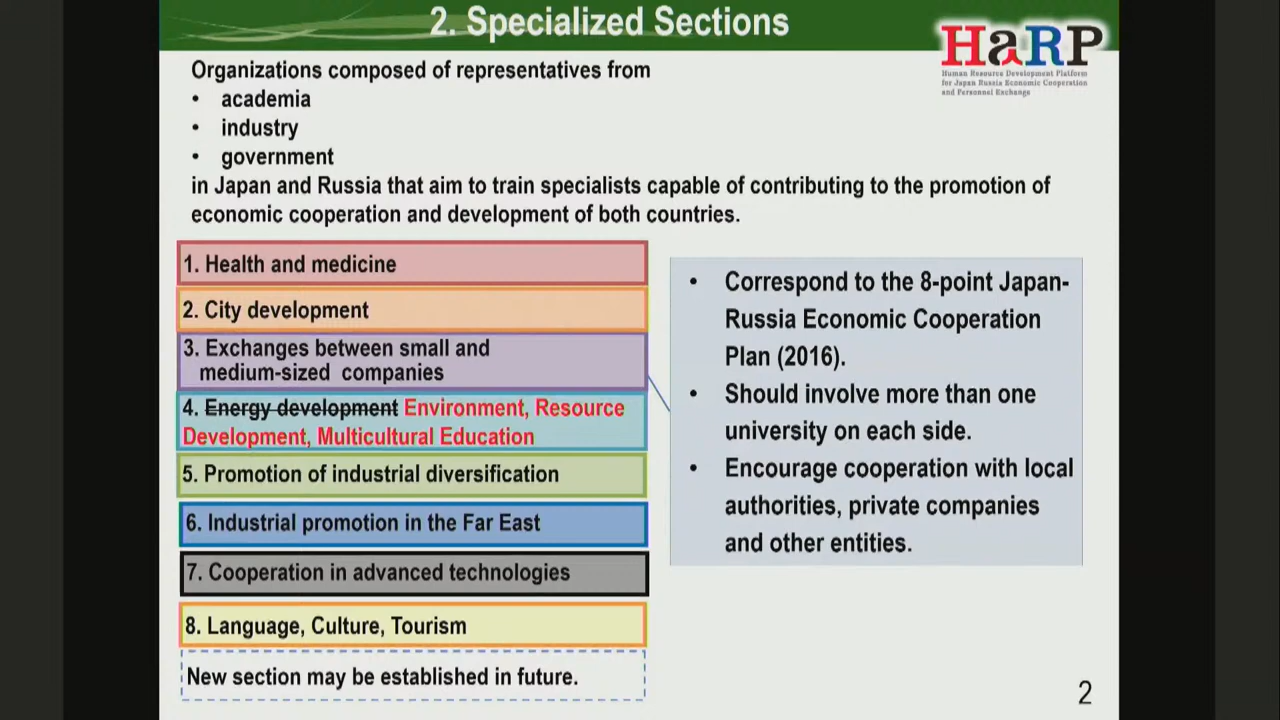 2. Specialized Sections
HaRP
Human Resource Development Platform
for Japan Russia Economic Cooperation
and Personnel Exchange
Organizations composed of representatives from
• academia
• industry
• government
in Japan and Russia that aim to train specialists capable of contributing to the promotion of
economic cooperation and development of both countries.
1. Health and medicine
2. City development
3. Exchanges between small and
medium-sized companies
4. Energy development Environment, Resource
Development, Multicultural Education
5. Promotion of industrial diversification
6. Industrial promotion in the Far East
7. Cooperation in advanced technologies
8. Language, Culture, Tourism
New section may be established in future.
• Correspond to the 8-point Japan-
Russia Economic Cooperation
Plan (2016).
• Should involve more than one
university on each side.
• Encourage cooperation with local
authorities, private companies
and other entities.
2